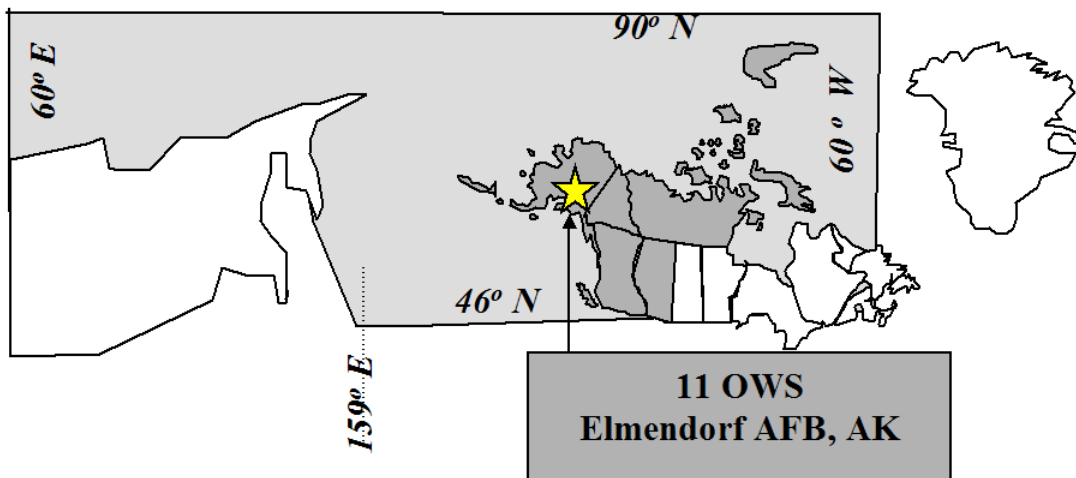 90º N
60º E
60º W
46º N
159º E
11 OWS
Elmendorf AFB, AK